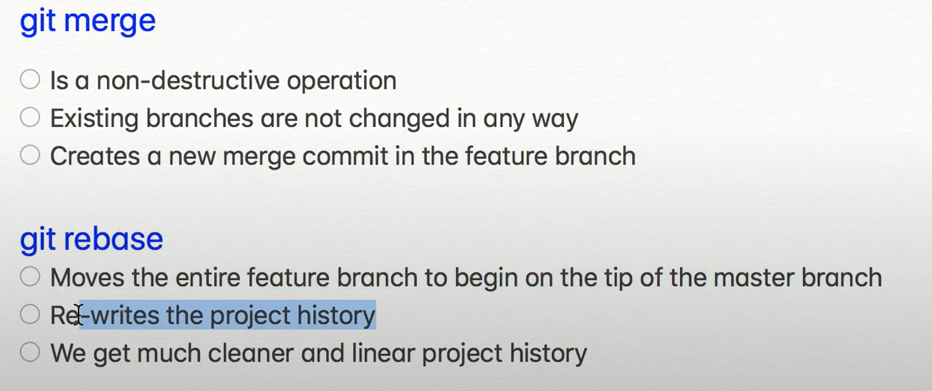 git merge
Is a non-destructive operation
Existing branches are not changed in any way
Creates a new merge commit in the feature branch
git rebase
Moves the entire feature branch to begin on the tip of the master branch
Re-writes the project history
We get much cleaner and linear project history